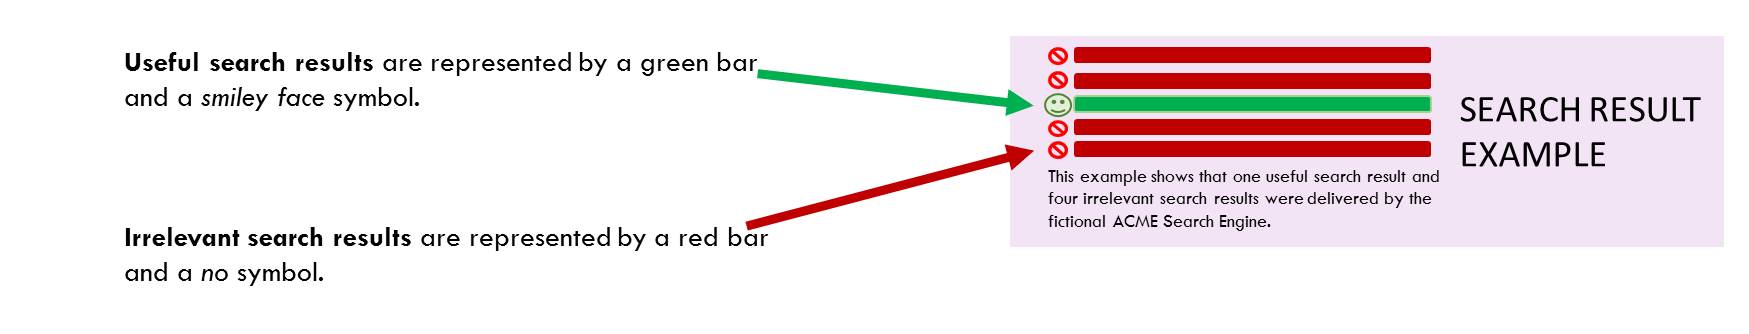 Useful search results are represented by a green bar
and a smiley face symbol.
Irrelevant search results are represented by a red bar
and a no symbol.
SEARCH RESULT
EXAMPLE
This example shows that one useful search result and
four irrelevant search results were delivered by the
fictional ACME Search Engine.